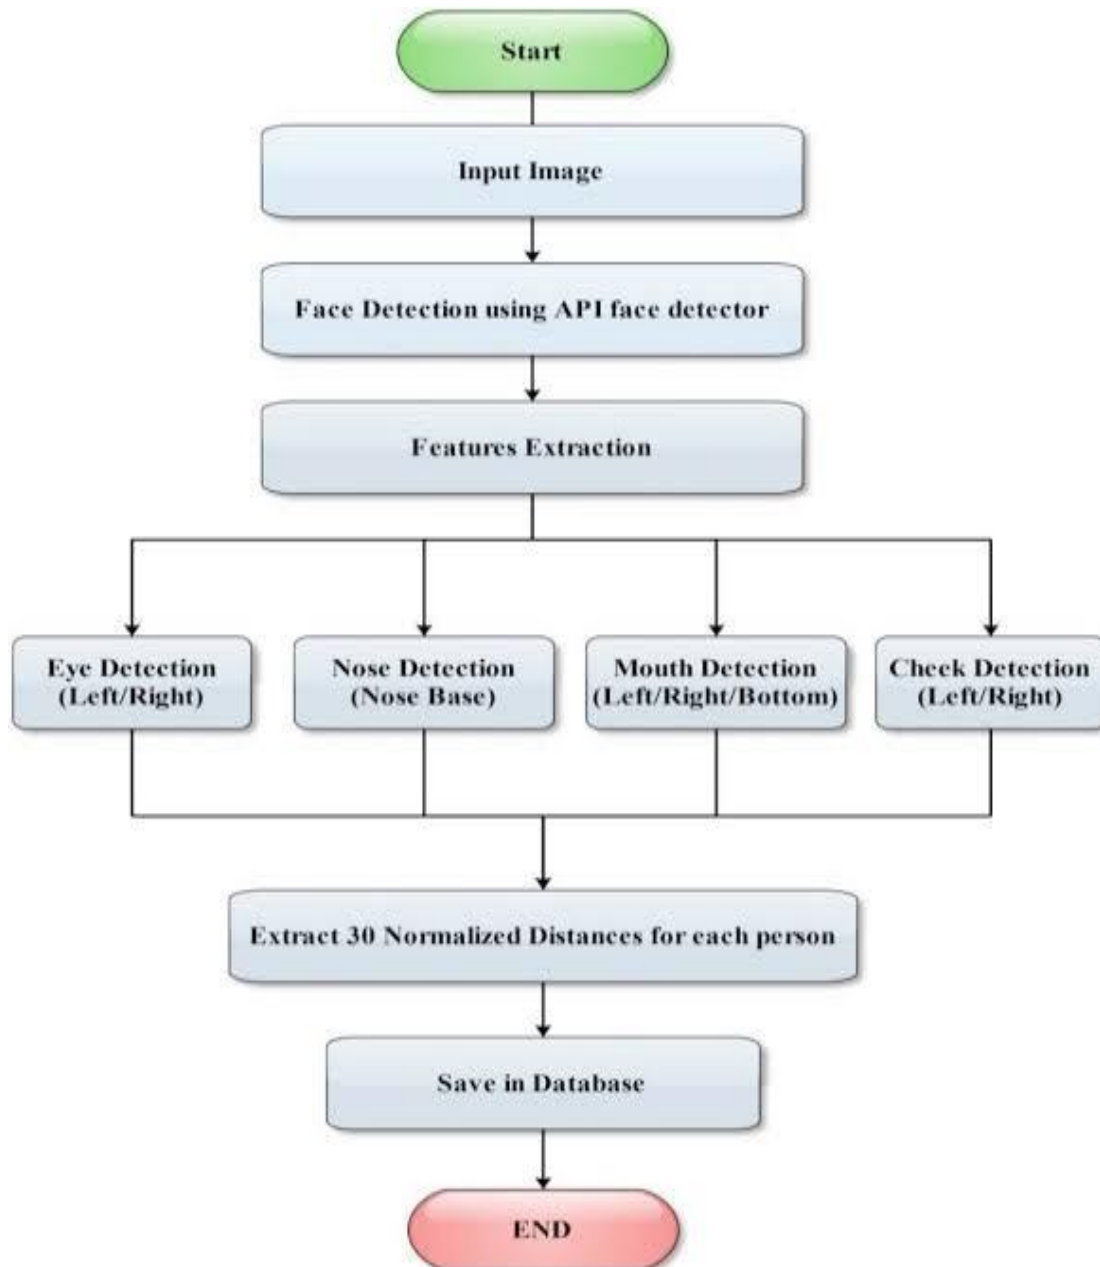 Start
Input Image
Face Detection using API face detector
Features Extraction
Eye Detection
(Left/Right)
Nose Detection
(Nose Base)
Mouth Detection
(Left/Right/Bottom)
Cheek Detection
(Left/Right)
Extract 30 Normalized Distances for each person
Save in Database
END